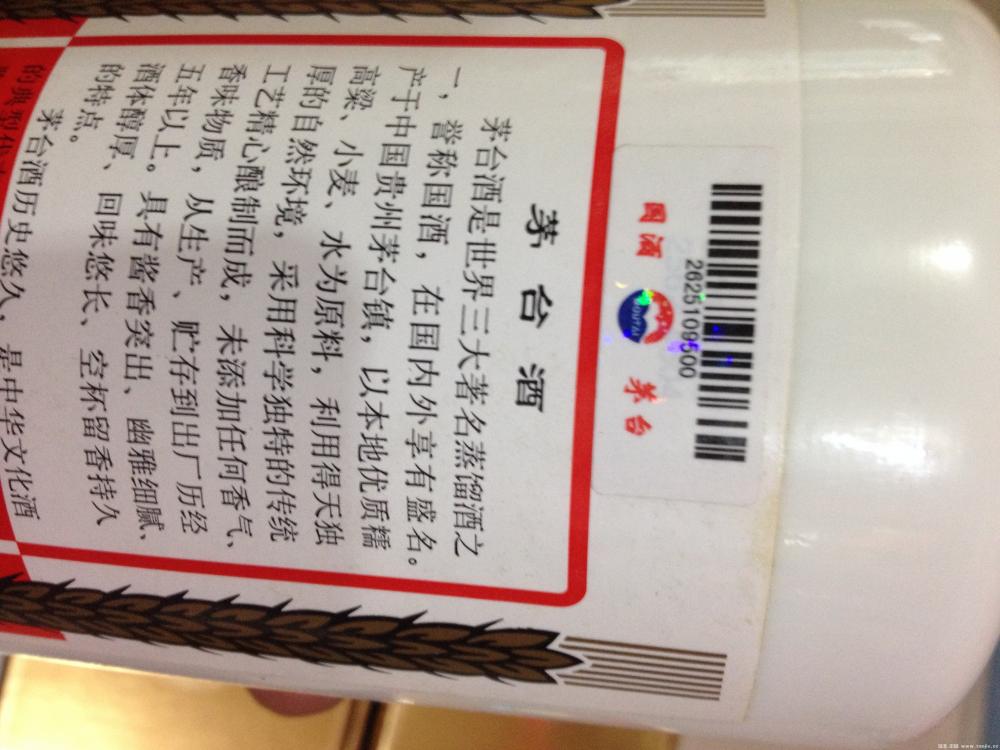 国酒 茅台
MOUTAI
2625109500
茅台酒
茅台酒是世界三大著名蒸馏酒之
一，誉称国酒，在国内外享有盛名。
产于中国贵州茅台镇，以本地优质糯
高粱、小麦、水为原料，利用得天独
厚的自然环境，采用科学独特的传统
工艺精心酿制而成，未添加任何香气、
香味物质，从生产、贮存到出厂历经
五年以上。具有酱香突出、幽雅细腻、
酒体醇厚、回味悠长、空杯留香持久
的特点。
茅台酒历史悠久，是中华文化酒
的典型代